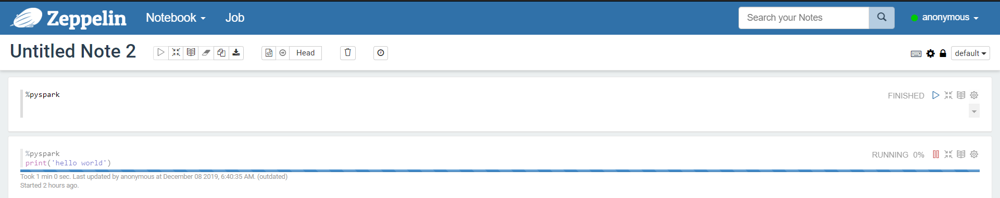 Zeppelin Notebook Job Search your Notes anonymous
Untitled Note 2 Head default
%pyspark FINISHED
%pyspark RUNNING 0%
print('hello world')
Took 1 min 0 sec. Last updated by anonymous at December 08 2019, 6:40:35 AM. (outdated)
Started 2 hours ago.